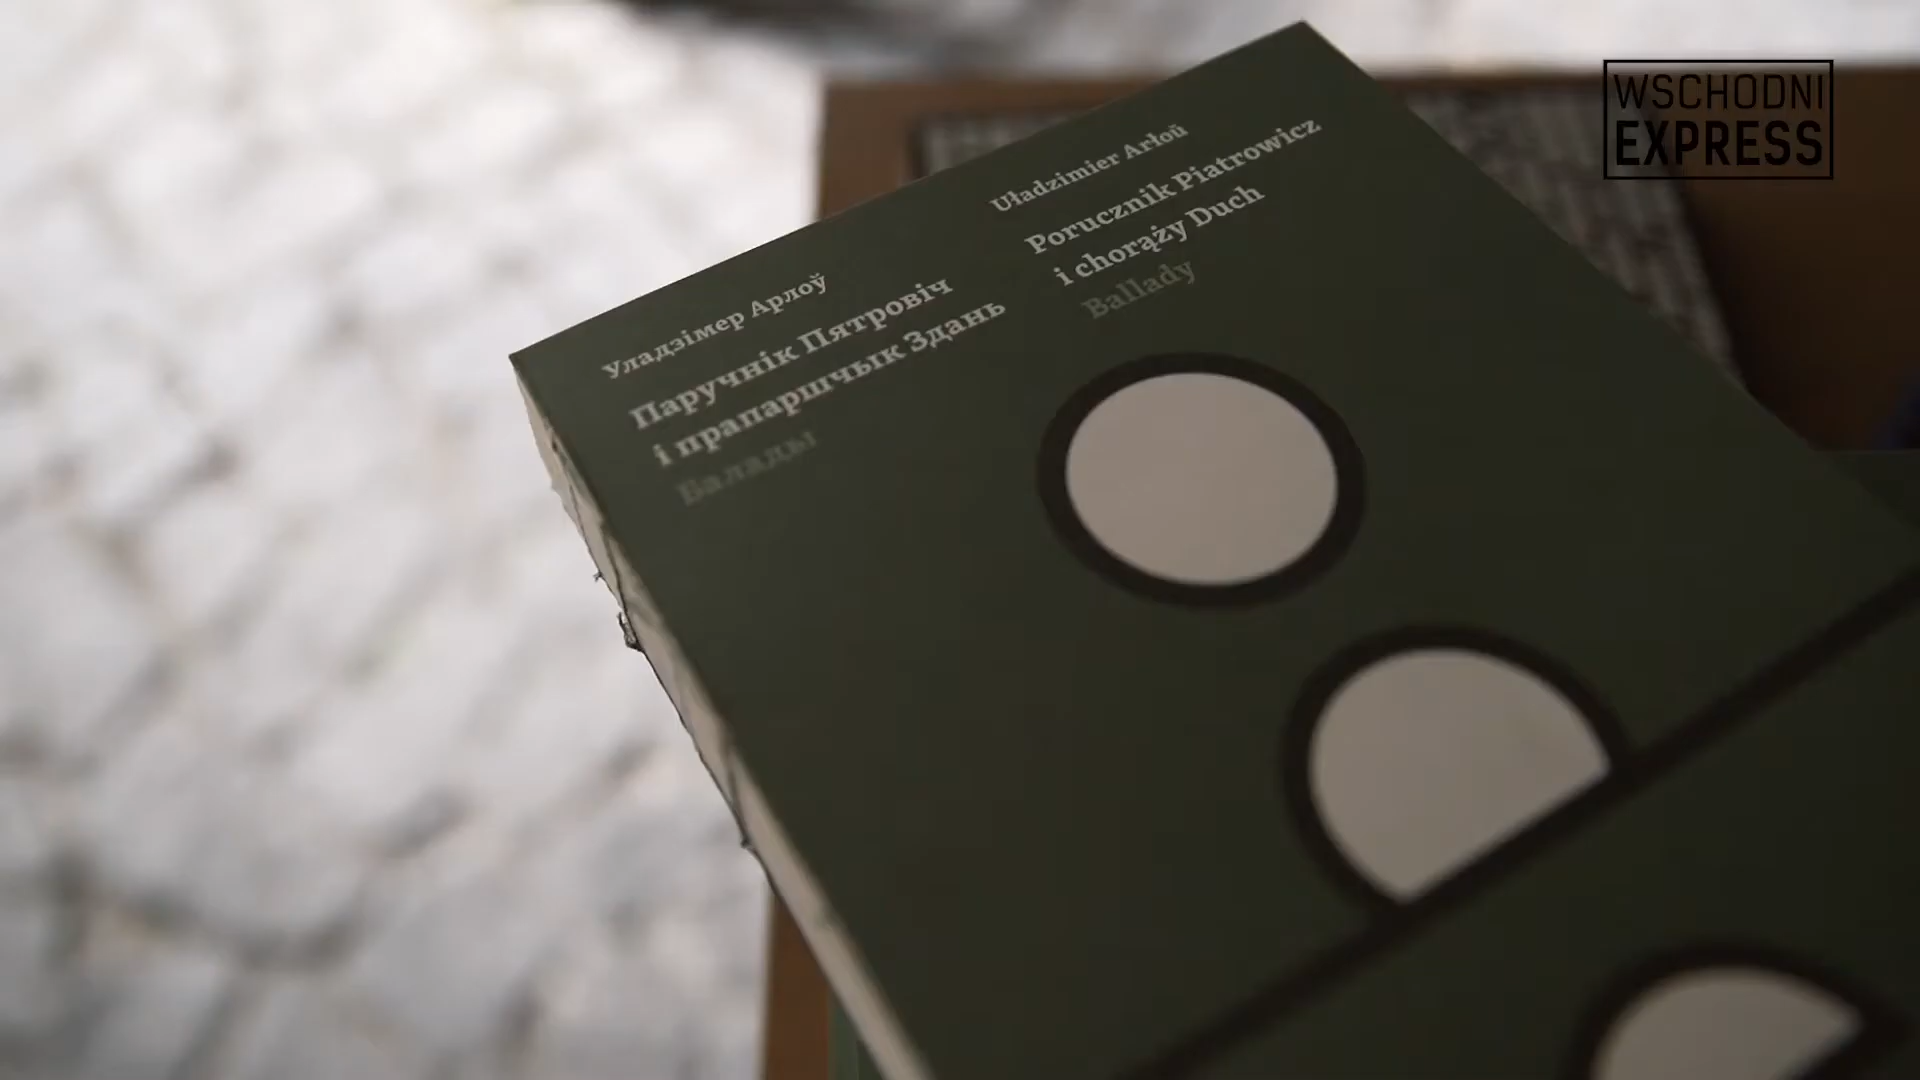 Уладзімер Арлоў
Паручнік Пятровіч
і прапаршчык Здань
Балады
Uładzimier Arłoŭ
Porucznik Piatrowicz
i chorąży Duch
Ballady
WSCHODNI
EXPRESS